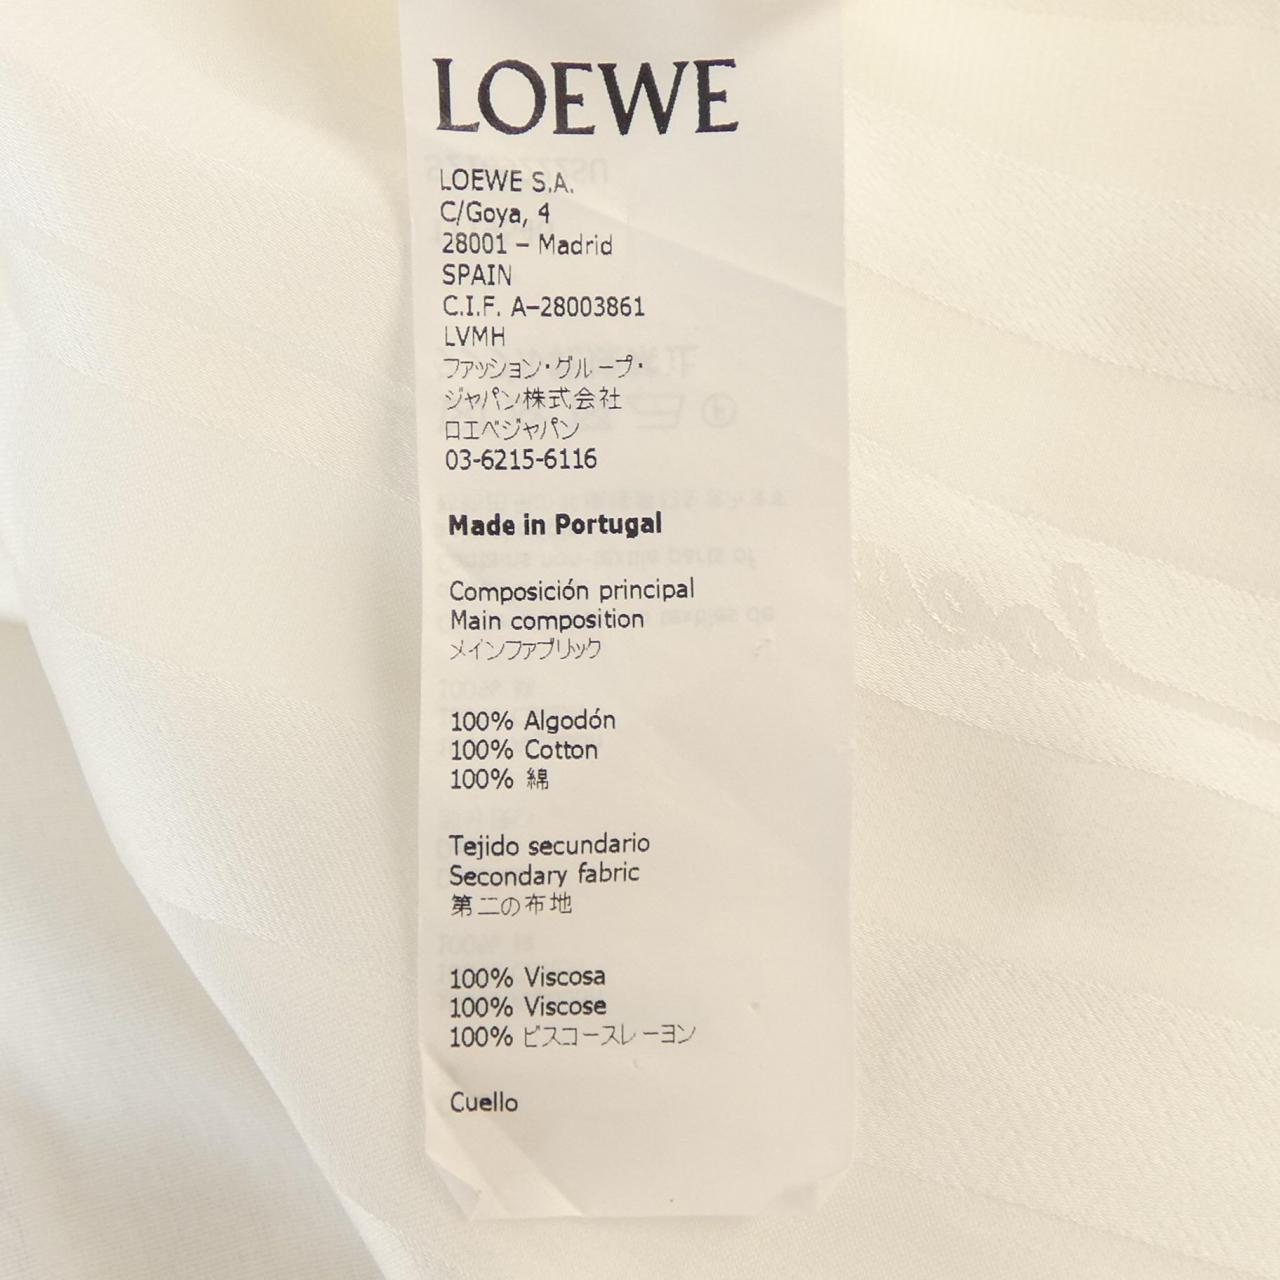 LOEWE
LOEWE S.A.
C/Goya, 4
28001 – Madrid
SPAIN
C.I.F. A–28003861
LVMH
ファッション・グループ・
ジャパン株式会社
ロエベジャパン
03-6215-6116
Made in Portugal
Composición principal
Main composition
メインファブリック
100% Algodón
100% Cotton
100% 綿
Tejido secundario
Secondary fabric
第二の布地
100% Viscosa
100% Viscose
100% ビスコースレーヨン
Cuello